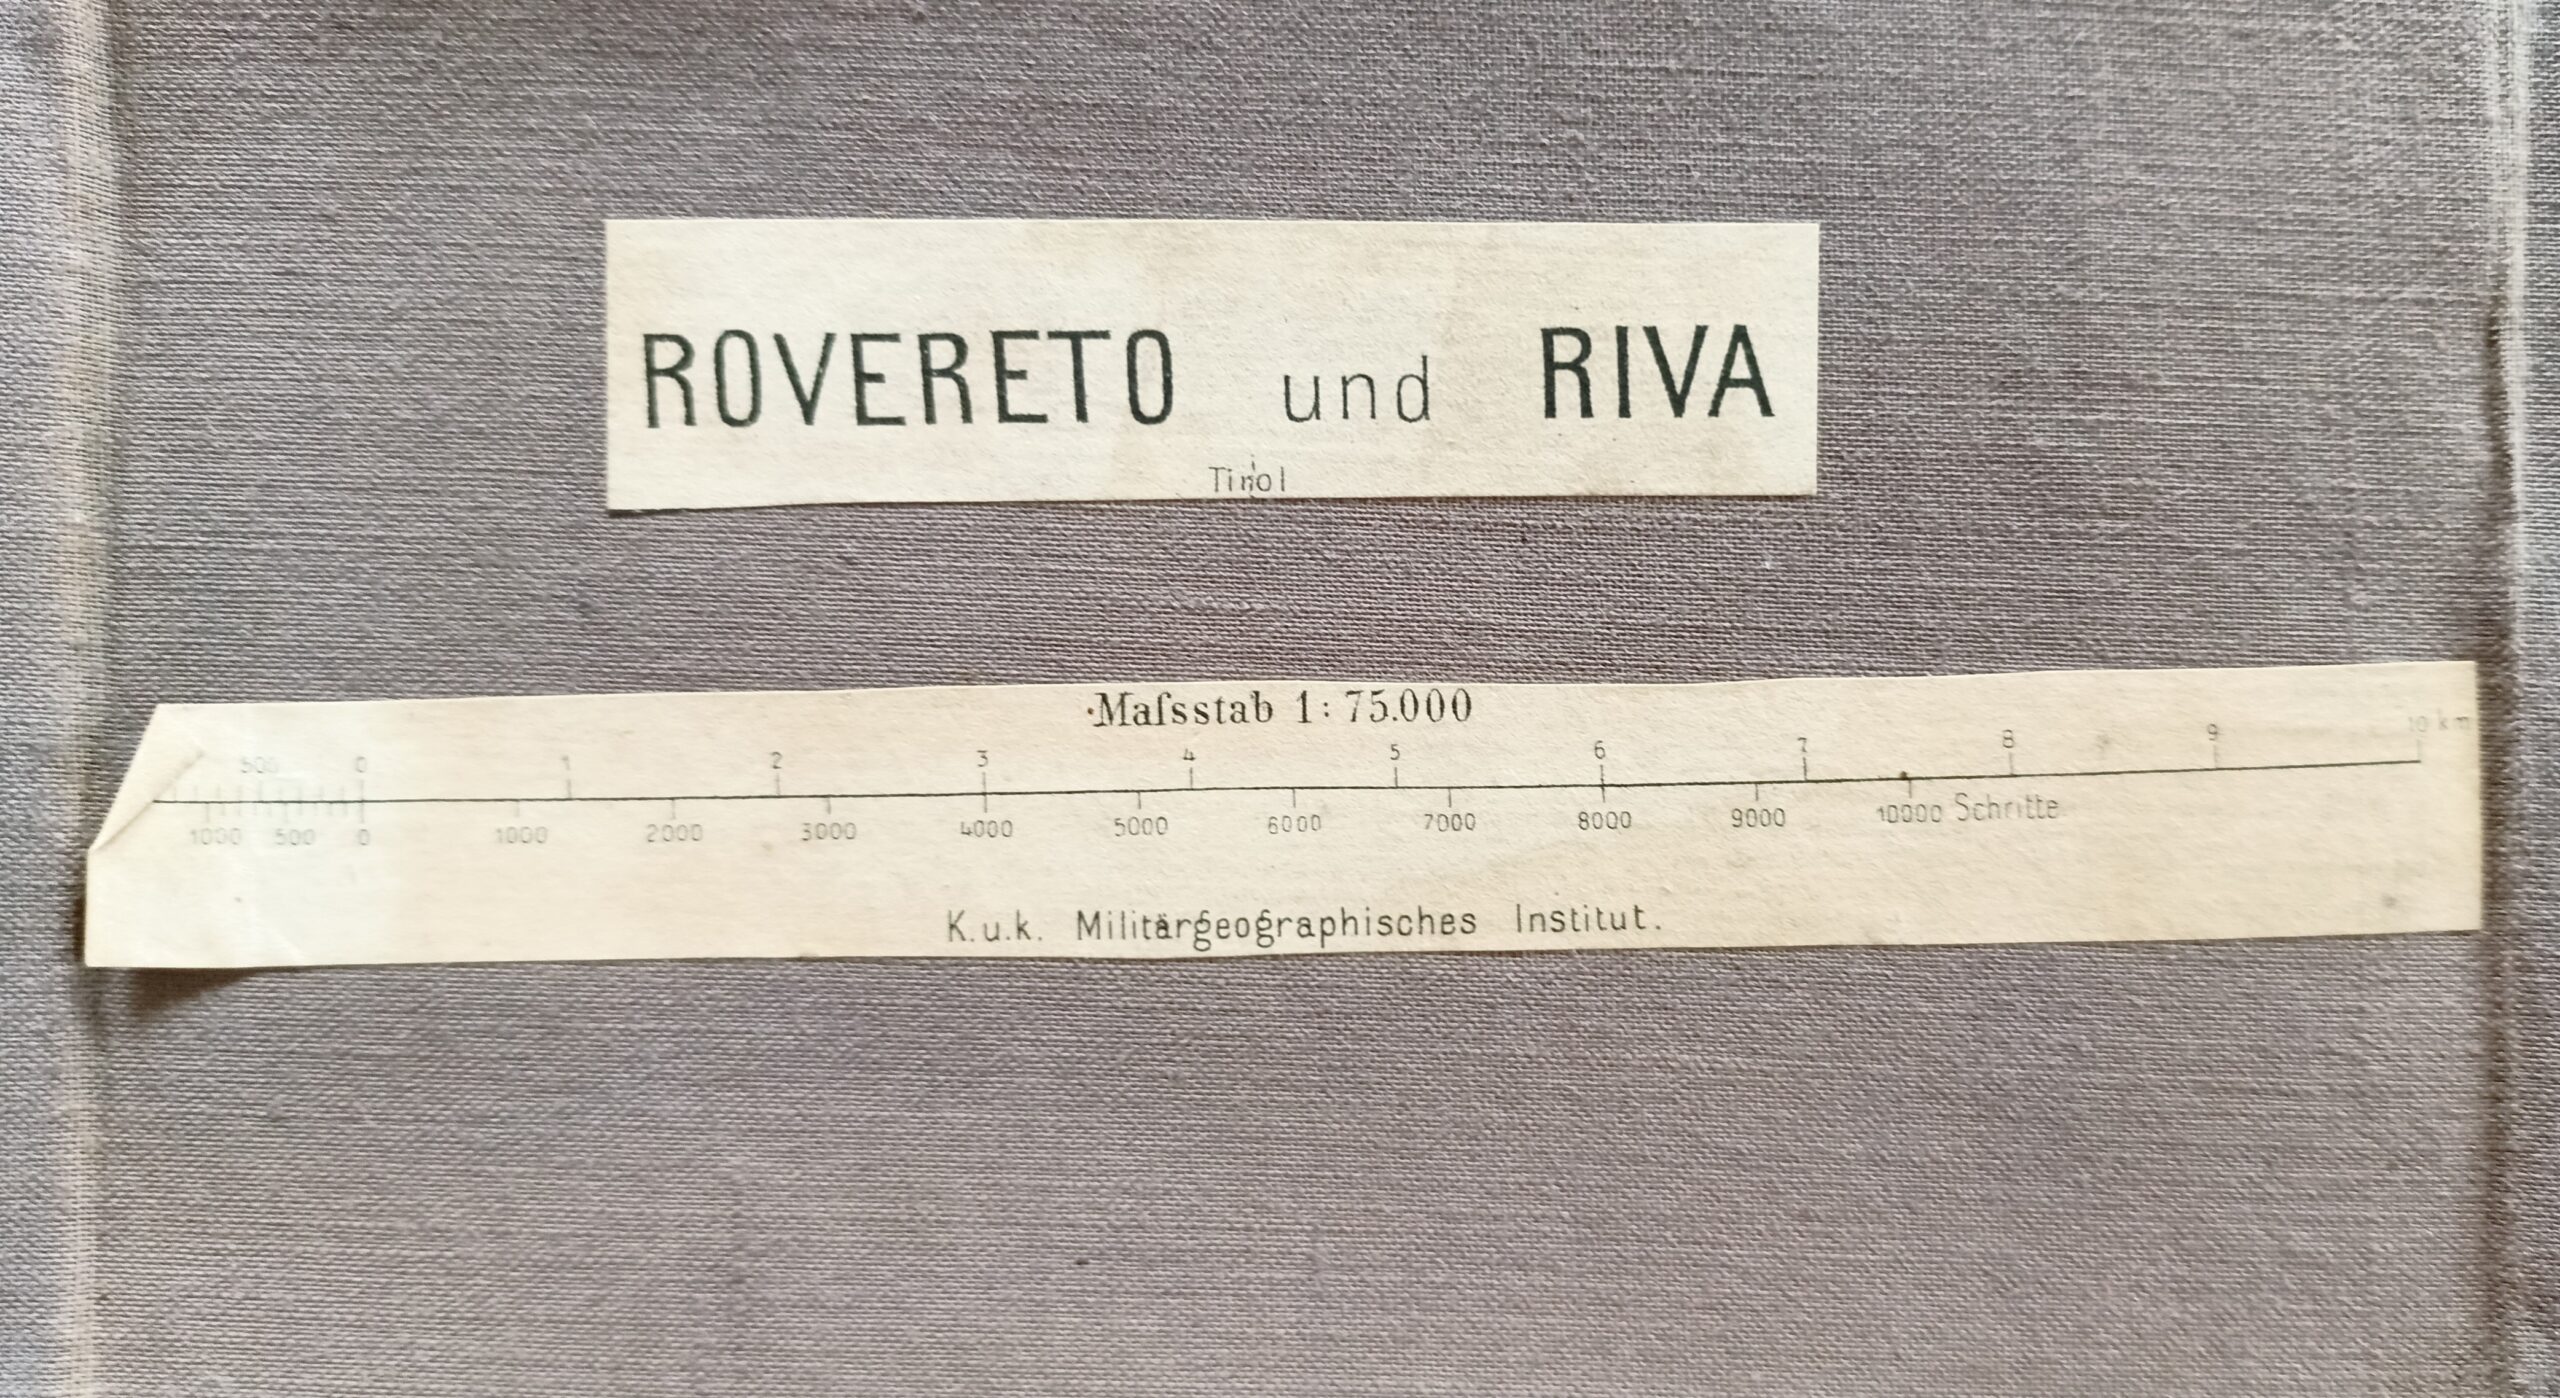 ROVERETO und RIVA
Tirol
Maſsstab 1:75.000
500 0 1 2 3 4 5 6 7 8 9 10 km
1000 500 0 1000 2000 3000 4000 5000 6000 7000 8000 9000 10000 Schritte
K.u.k. Militärgeographisches Institut.